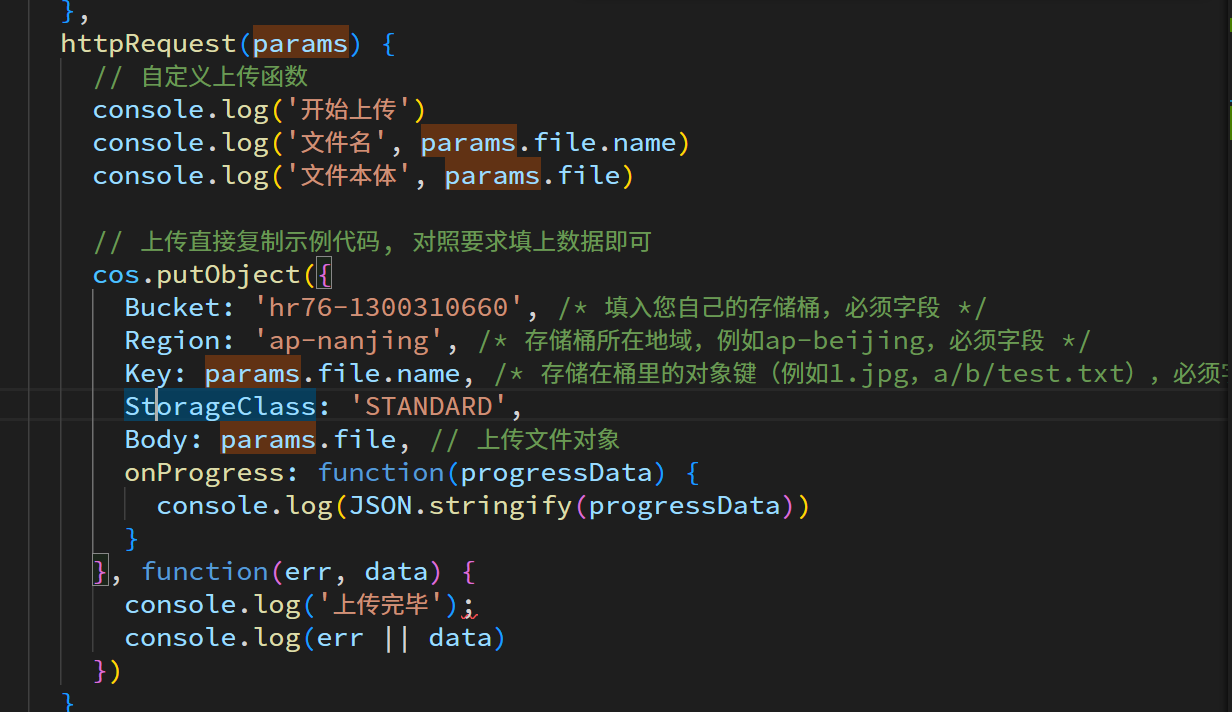 },
httpRequest(params) {
// 自定义上传函数
console.log('开始上传')
console.log('文件名', params.file.name)
console.log('文件本体', params.file)
// 上传直接复制示例代码, 对照要求填上数据即可
cos.putObject({
Bucket: 'hr76-1300310660', /* 填入您自己的存储桶，必须字段 */
Region: 'ap-nanjing', /* 存储桶所在地域，例如ap-beijing，必须字段 */
Key: params.file.name, /* 存储在桶里的对象键（例如1.jpg，a/b/test.txt），必须
StorageClass: 'STANDARD',
Body: params.file, // 上传文件对象
onProgress: function(progressData) {
console.log(JSON.stringify(progressData))
}
}, function(err, data) {
console.log('上传完毕');
console.log(err || data)
})
}